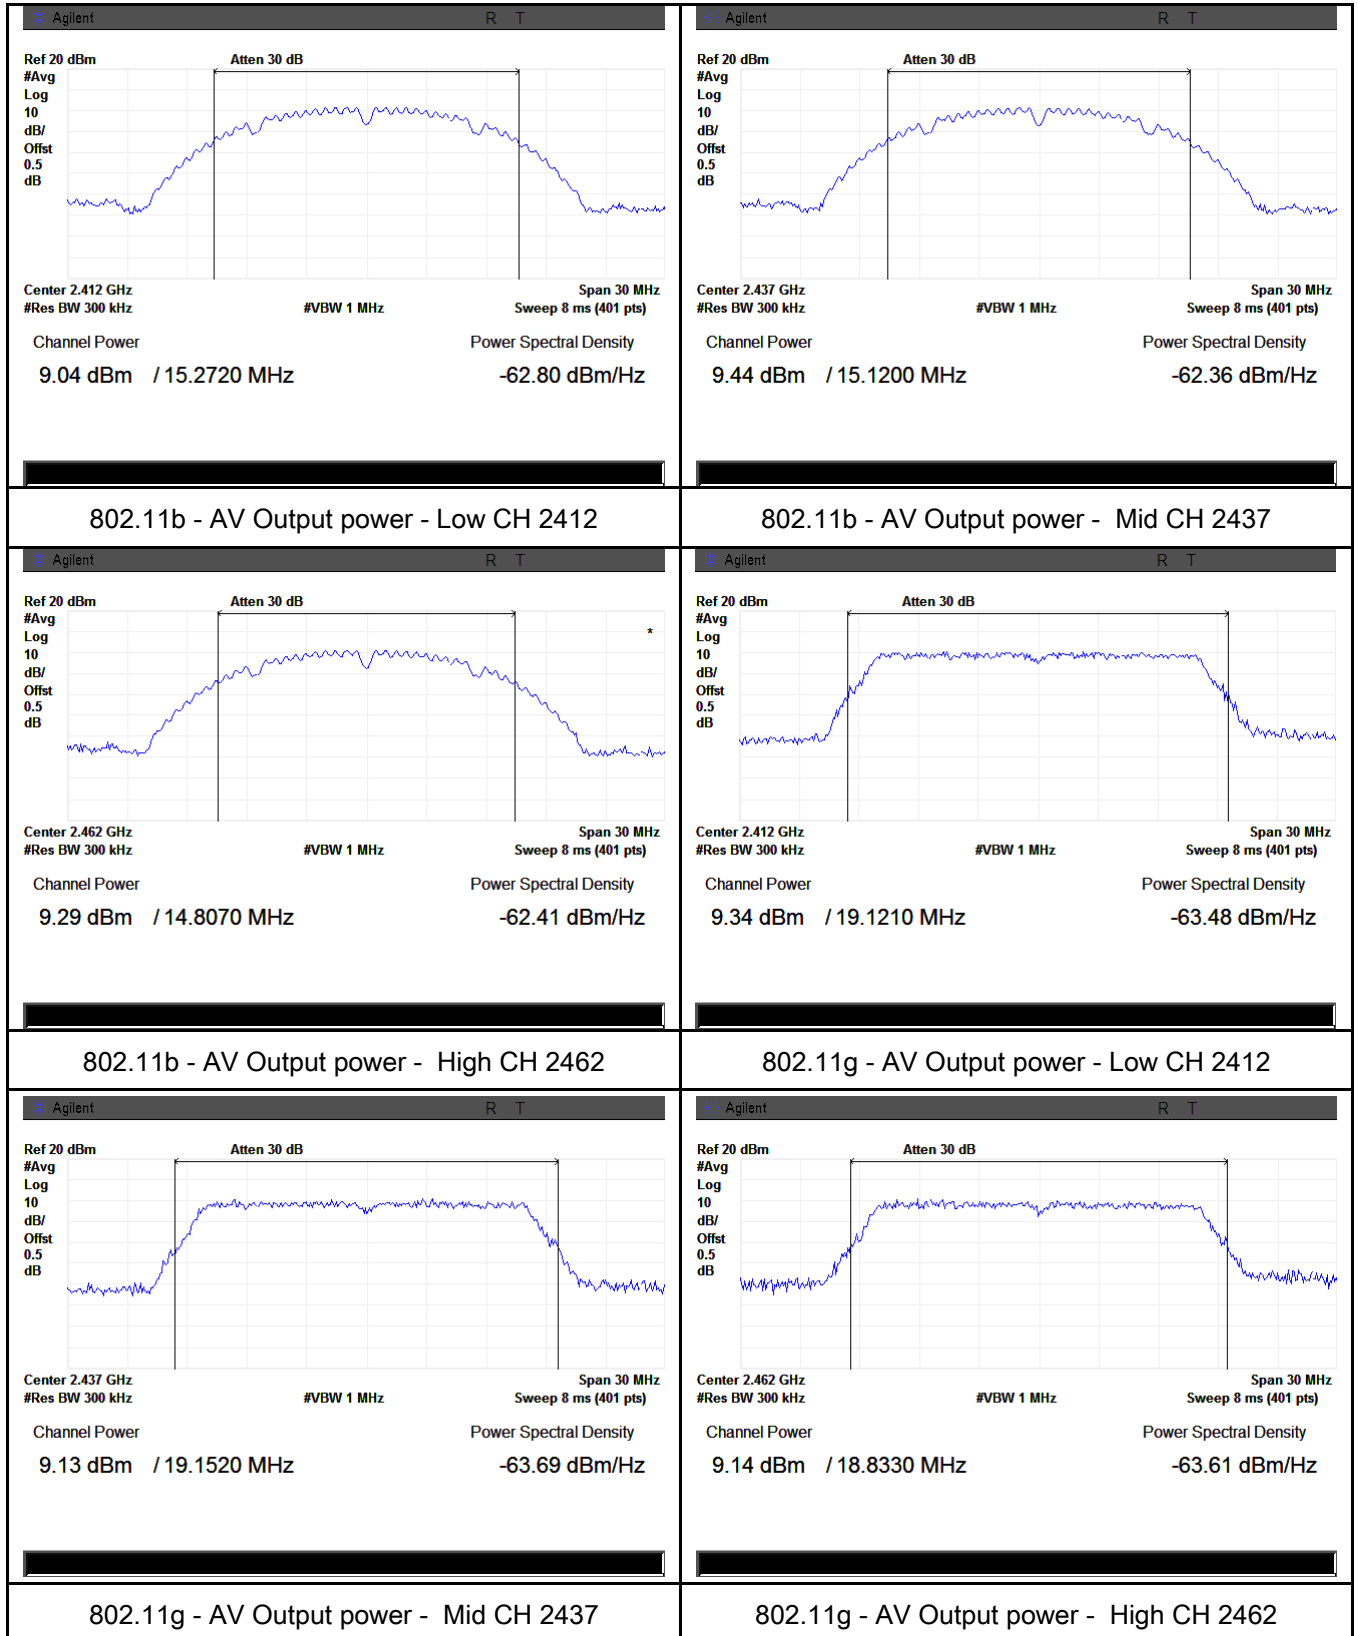 Agilent R T
Ref 20 dBm Atten 30 dB
#Avg
Log
10
dB/
Offst
0.5
dB
Center 2.412 GHz Span 30 MHz
#Res BW 300 kHz #VBW 1 MHz Sweep 8 ms (401 pts)
Channel Power Power Spectral Density
9.04 dBm / 15.2720 MHz -62.80 dBm/Hz
802.11b - AV Output power - Low CH 2412
Agilent R T
Ref 20 dBm Atten 30 dB
#Avg
Log
10
dB/
Offst
0.5
dB
Center 2.437 GHz Span 30 MHz
#Res BW 300 kHz #VBW 1 MHz Sweep 8 ms (401 pts)
Channel Power Power Spectral Density
9.44 dBm / 15.1200 MHz -62.36 dBm/Hz
802.11b - AV Output power - Mid CH 2437
Agilent R T
Ref 20 dBm Atten 30 dB
#Avg
Log
10
dB/
Offst
0.5
dB
*
Center 2.462 GHz Span 30 MHz
#Res BW 300 kHz #VBW 1 MHz Sweep 8 ms (401 pts)
Channel Power Power Spectral Density
9.29 dBm / 14.8070 MHz -62.41 dBm/Hz
802.11b - AV Output power - High CH 2462
Agilent R T
Ref 20 dBm Atten 30 dB
#Avg
Log
10
dB/
Offst
0.5
dB
Center 2.412 GHz Span 30 MHz
#Res BW 300 kHz #VBW 1 MHz Sweep 8 ms (401 pts)
Channel Power Power Spectral Density
9.34 dBm / 19.1210 MHz -63.48 dBm/Hz
802.11g - AV Output power - Low CH 2412
Agilent R T
Ref 20 dBm Atten 30 dB
#Avg
Log
10
dB/
Offst
0.5
dB
Center 2.437 GHz Span 30 MHz
#Res BW 300 kHz #VBW 1 MHz Sweep 8 ms (401 pts)
Channel Power Power Spectral Density
9.13 dBm / 19.1520 MHz -63.69 dBm/Hz
802.11g - AV Output power - Mid CH 2437
Agilent R T
Ref 20 dBm Atten 30 dB
#Avg
Log
10
dB/
Offst
0.5
dB
Center 2.462 GHz Span 30 MHz
#Res BW 300 kHz #VBW 1 MHz Sweep 8 ms (401 pts)
Channel Power Power Spectral Density
9.14 dBm / 18.8330 MHz -63.61 dBm/Hz
802.11g - AV Output power - High CH 2462